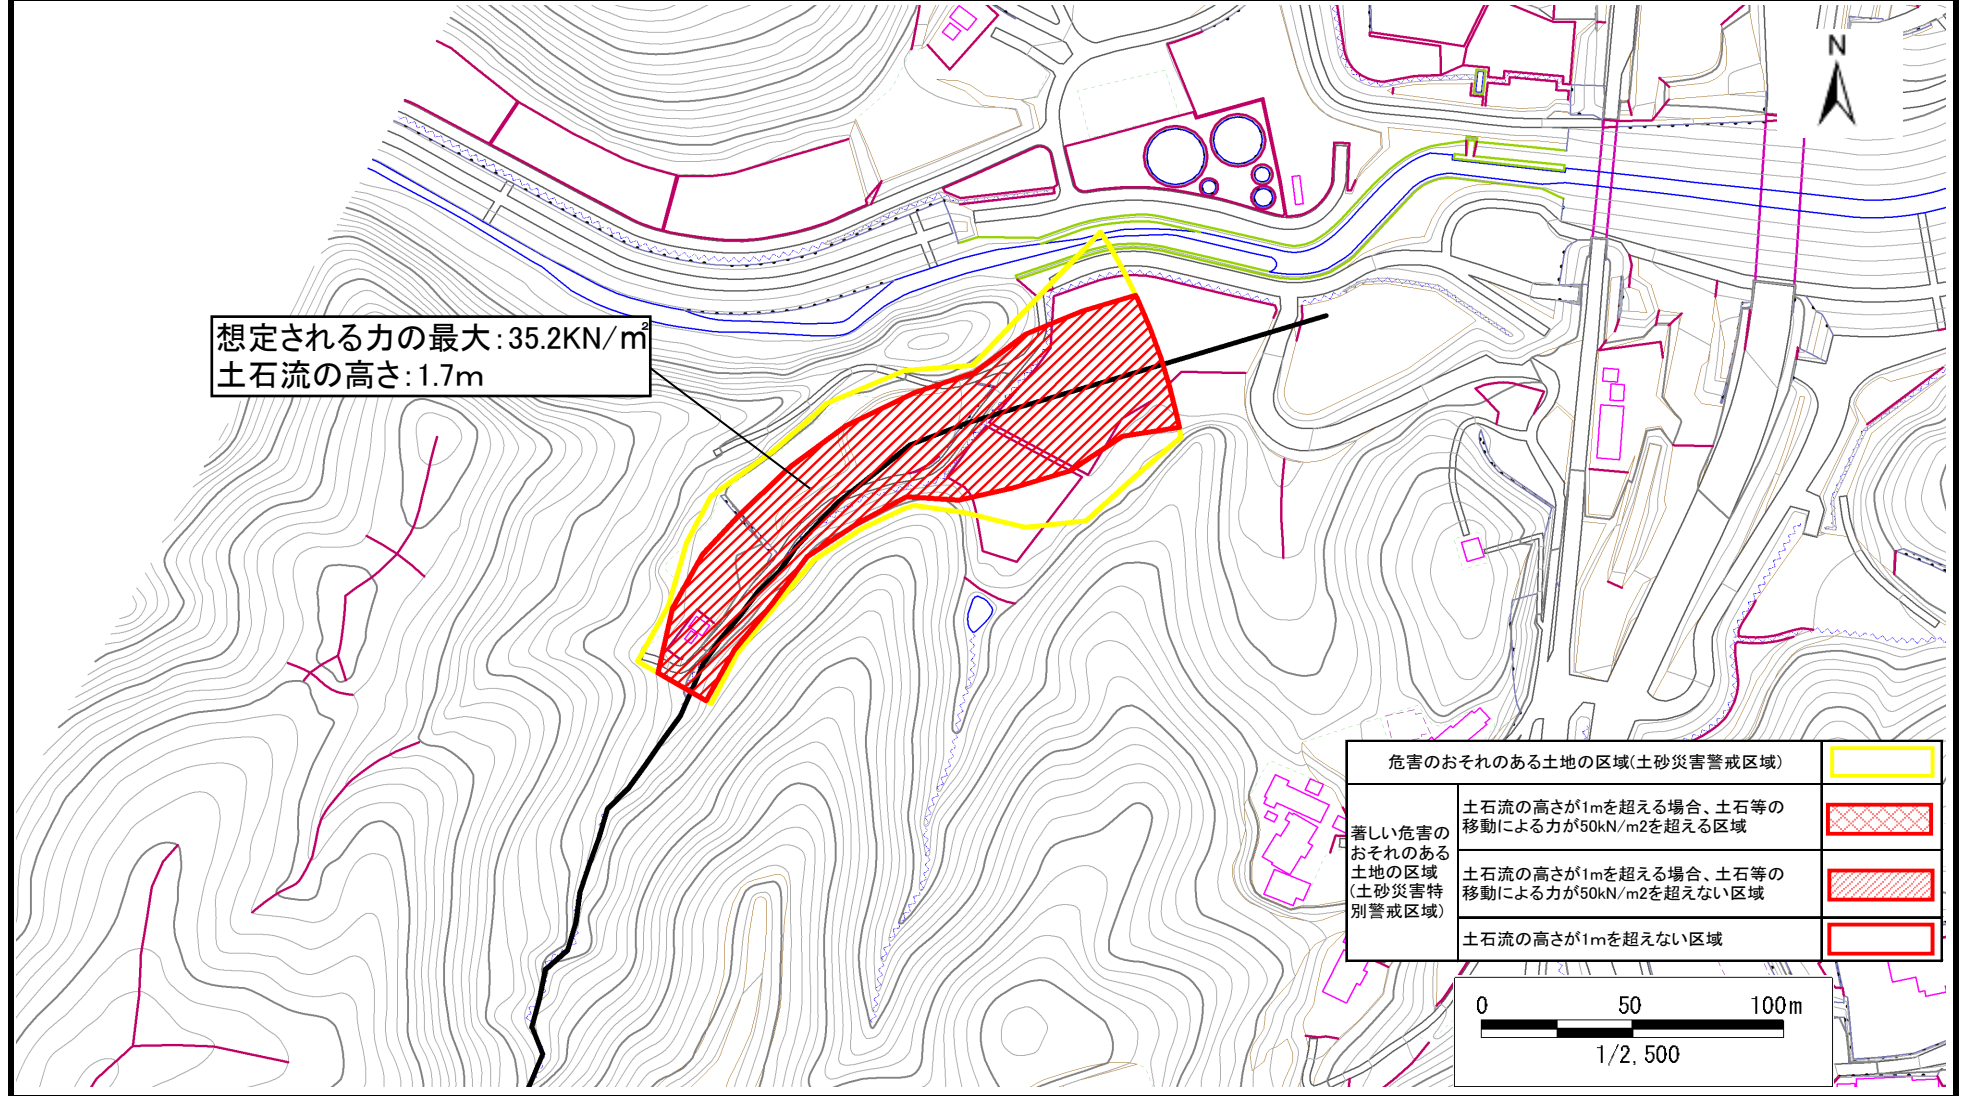 N
想定される力の最大:35.2KN/㎡
土石流の高さ:1.7m
危害のおそれのある土地の区域(土砂災害警戒区域)
著しい危害の
おそれのある
土地の区域
(土砂災害特
別警戒区域)
土石流の高さが1mを超える場合、土石等の
移動による力が50kN/m2を超える区域
土石流の高さが1mを超える場合、土石等の
移動による力が50kN/m2を超えない区域
土石流の高さが1mを超えない区域
0 50 100m
1/2,500